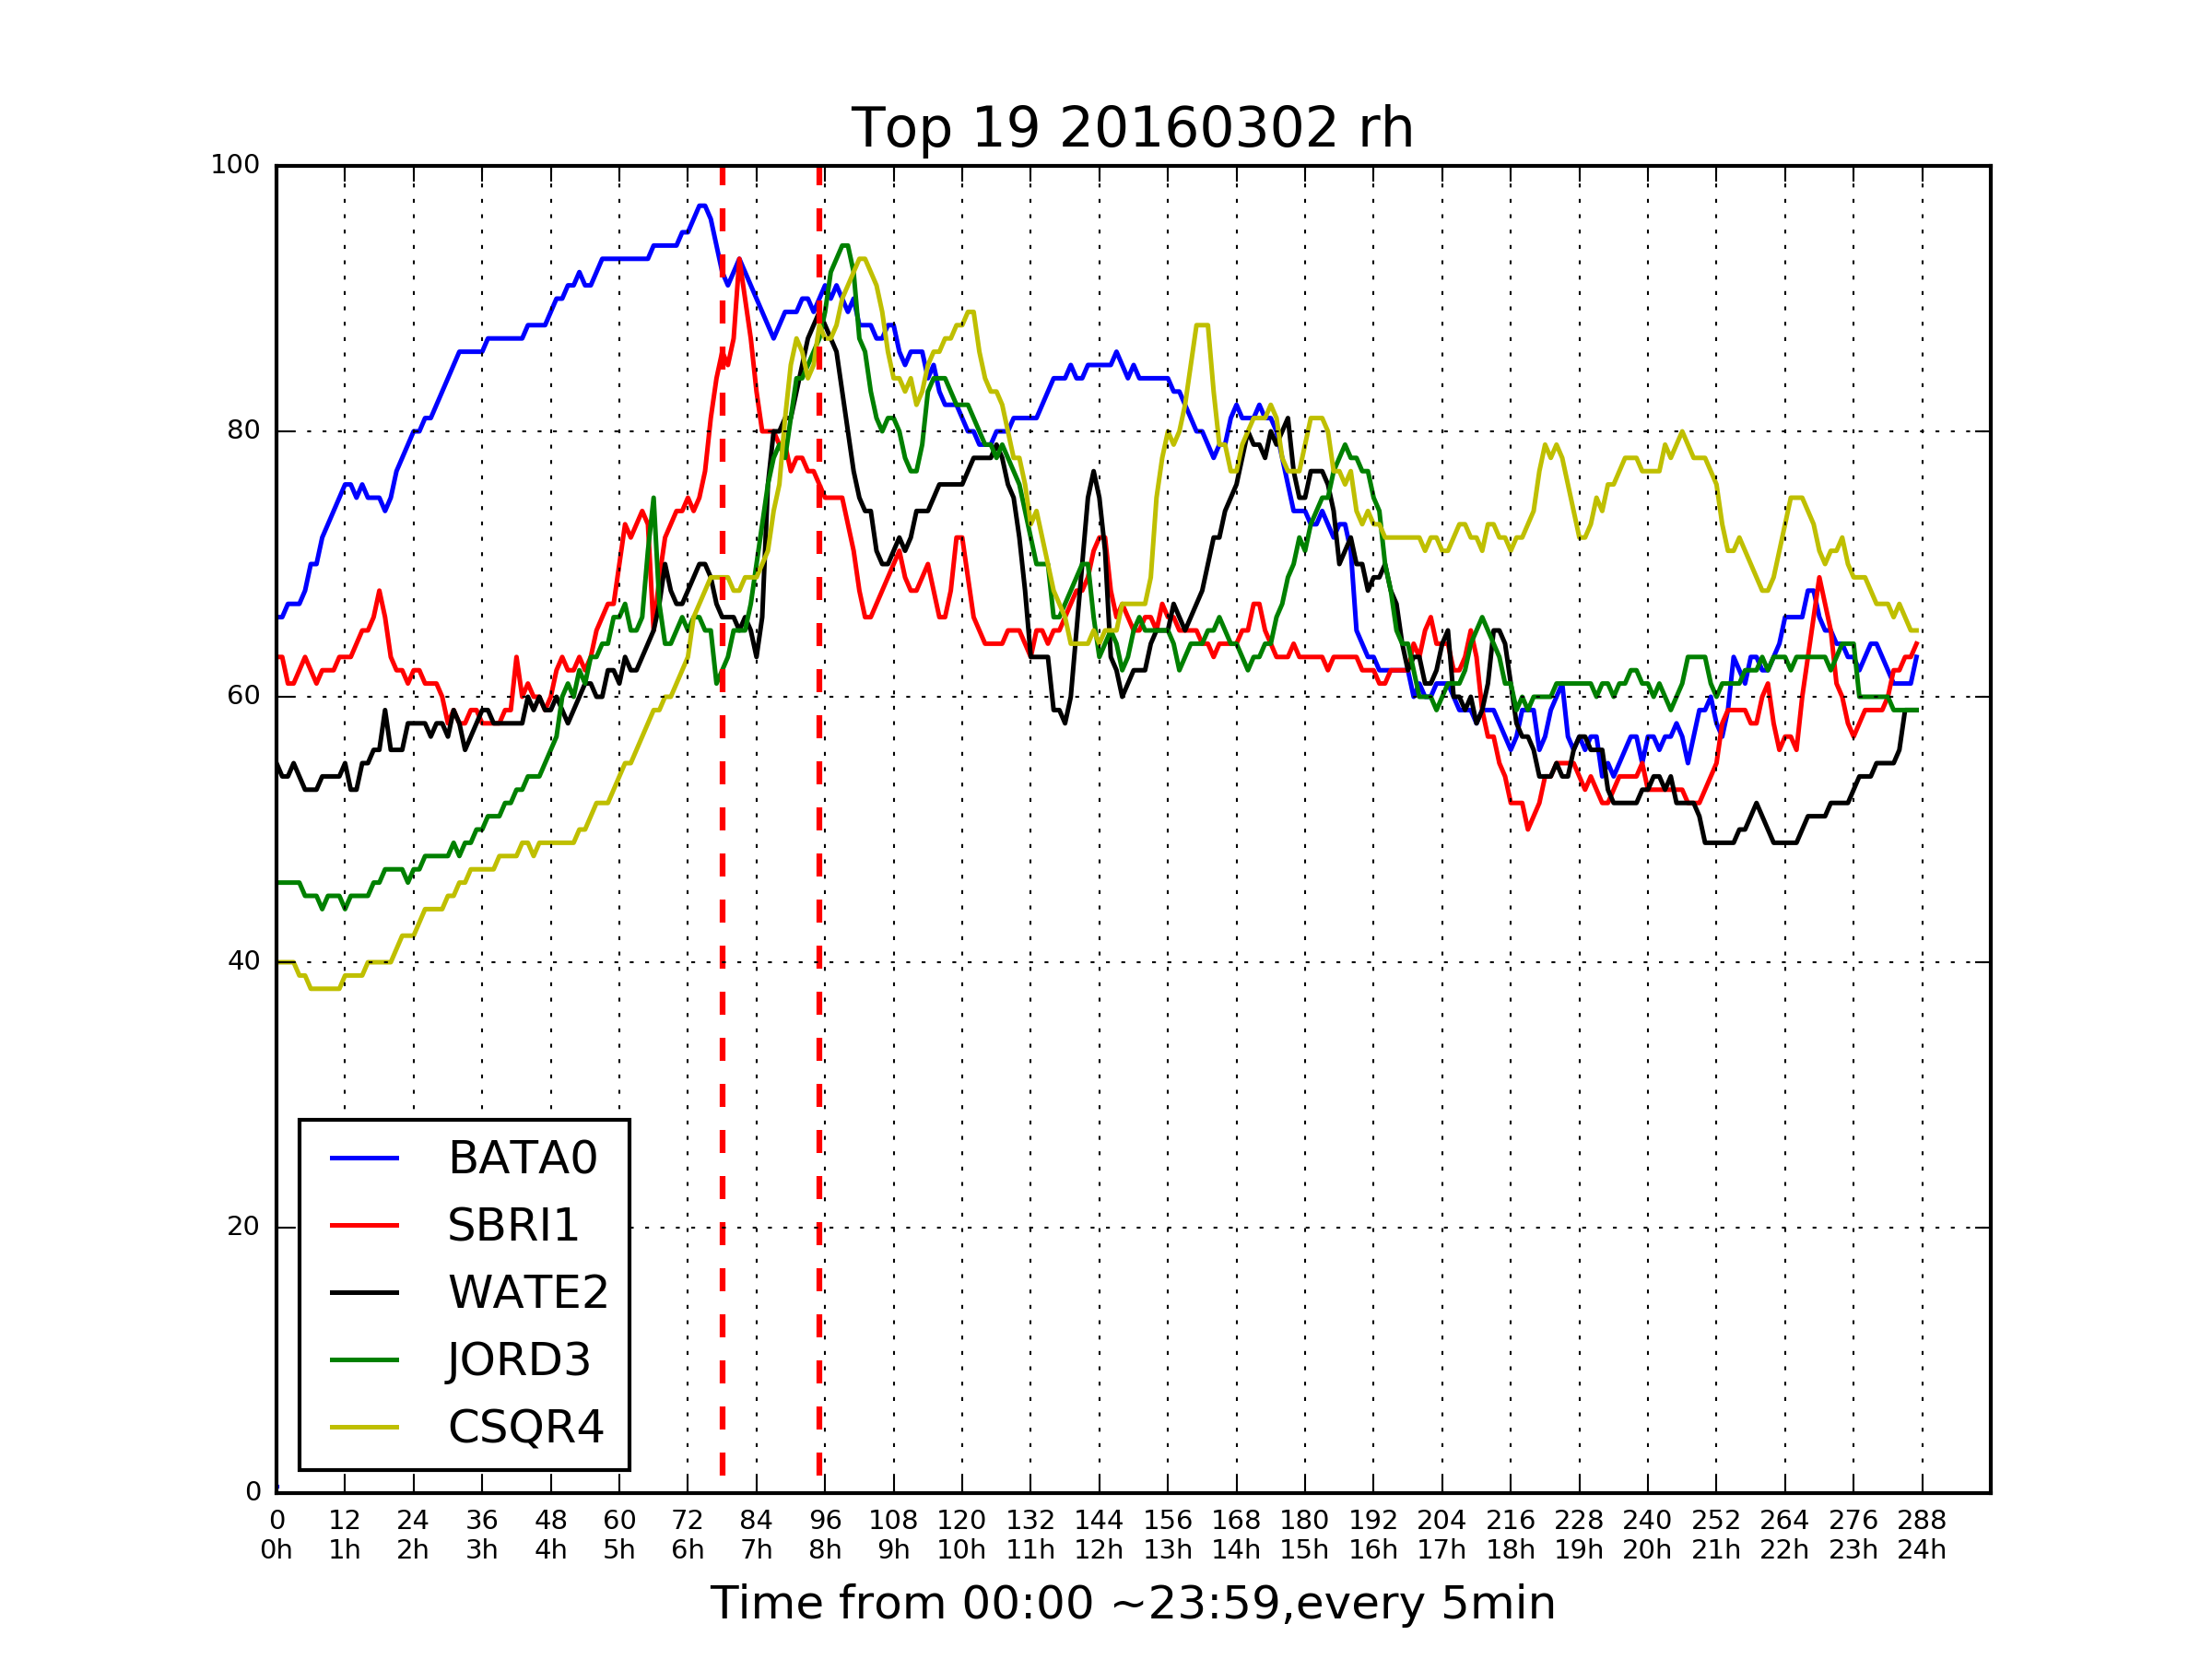 Top 19 20160302 rh
100
80
60
40
20
0
BATA0
SBRI1
WATE2
JORD3
CSQR4
0 12 24 36 48 60 72 84 96 108 120 132 144 156 168 180 192 204 216 228 240 252 264 276 288
0h 1h 2h 3h 4h 5h 6h 7h 8h 9h 10h 11h 12h 13h 14h 15h 16h 17h 18h 19h 20h 21h 22h 23h 24h
Time from 00:00 ~23:59,every 5min